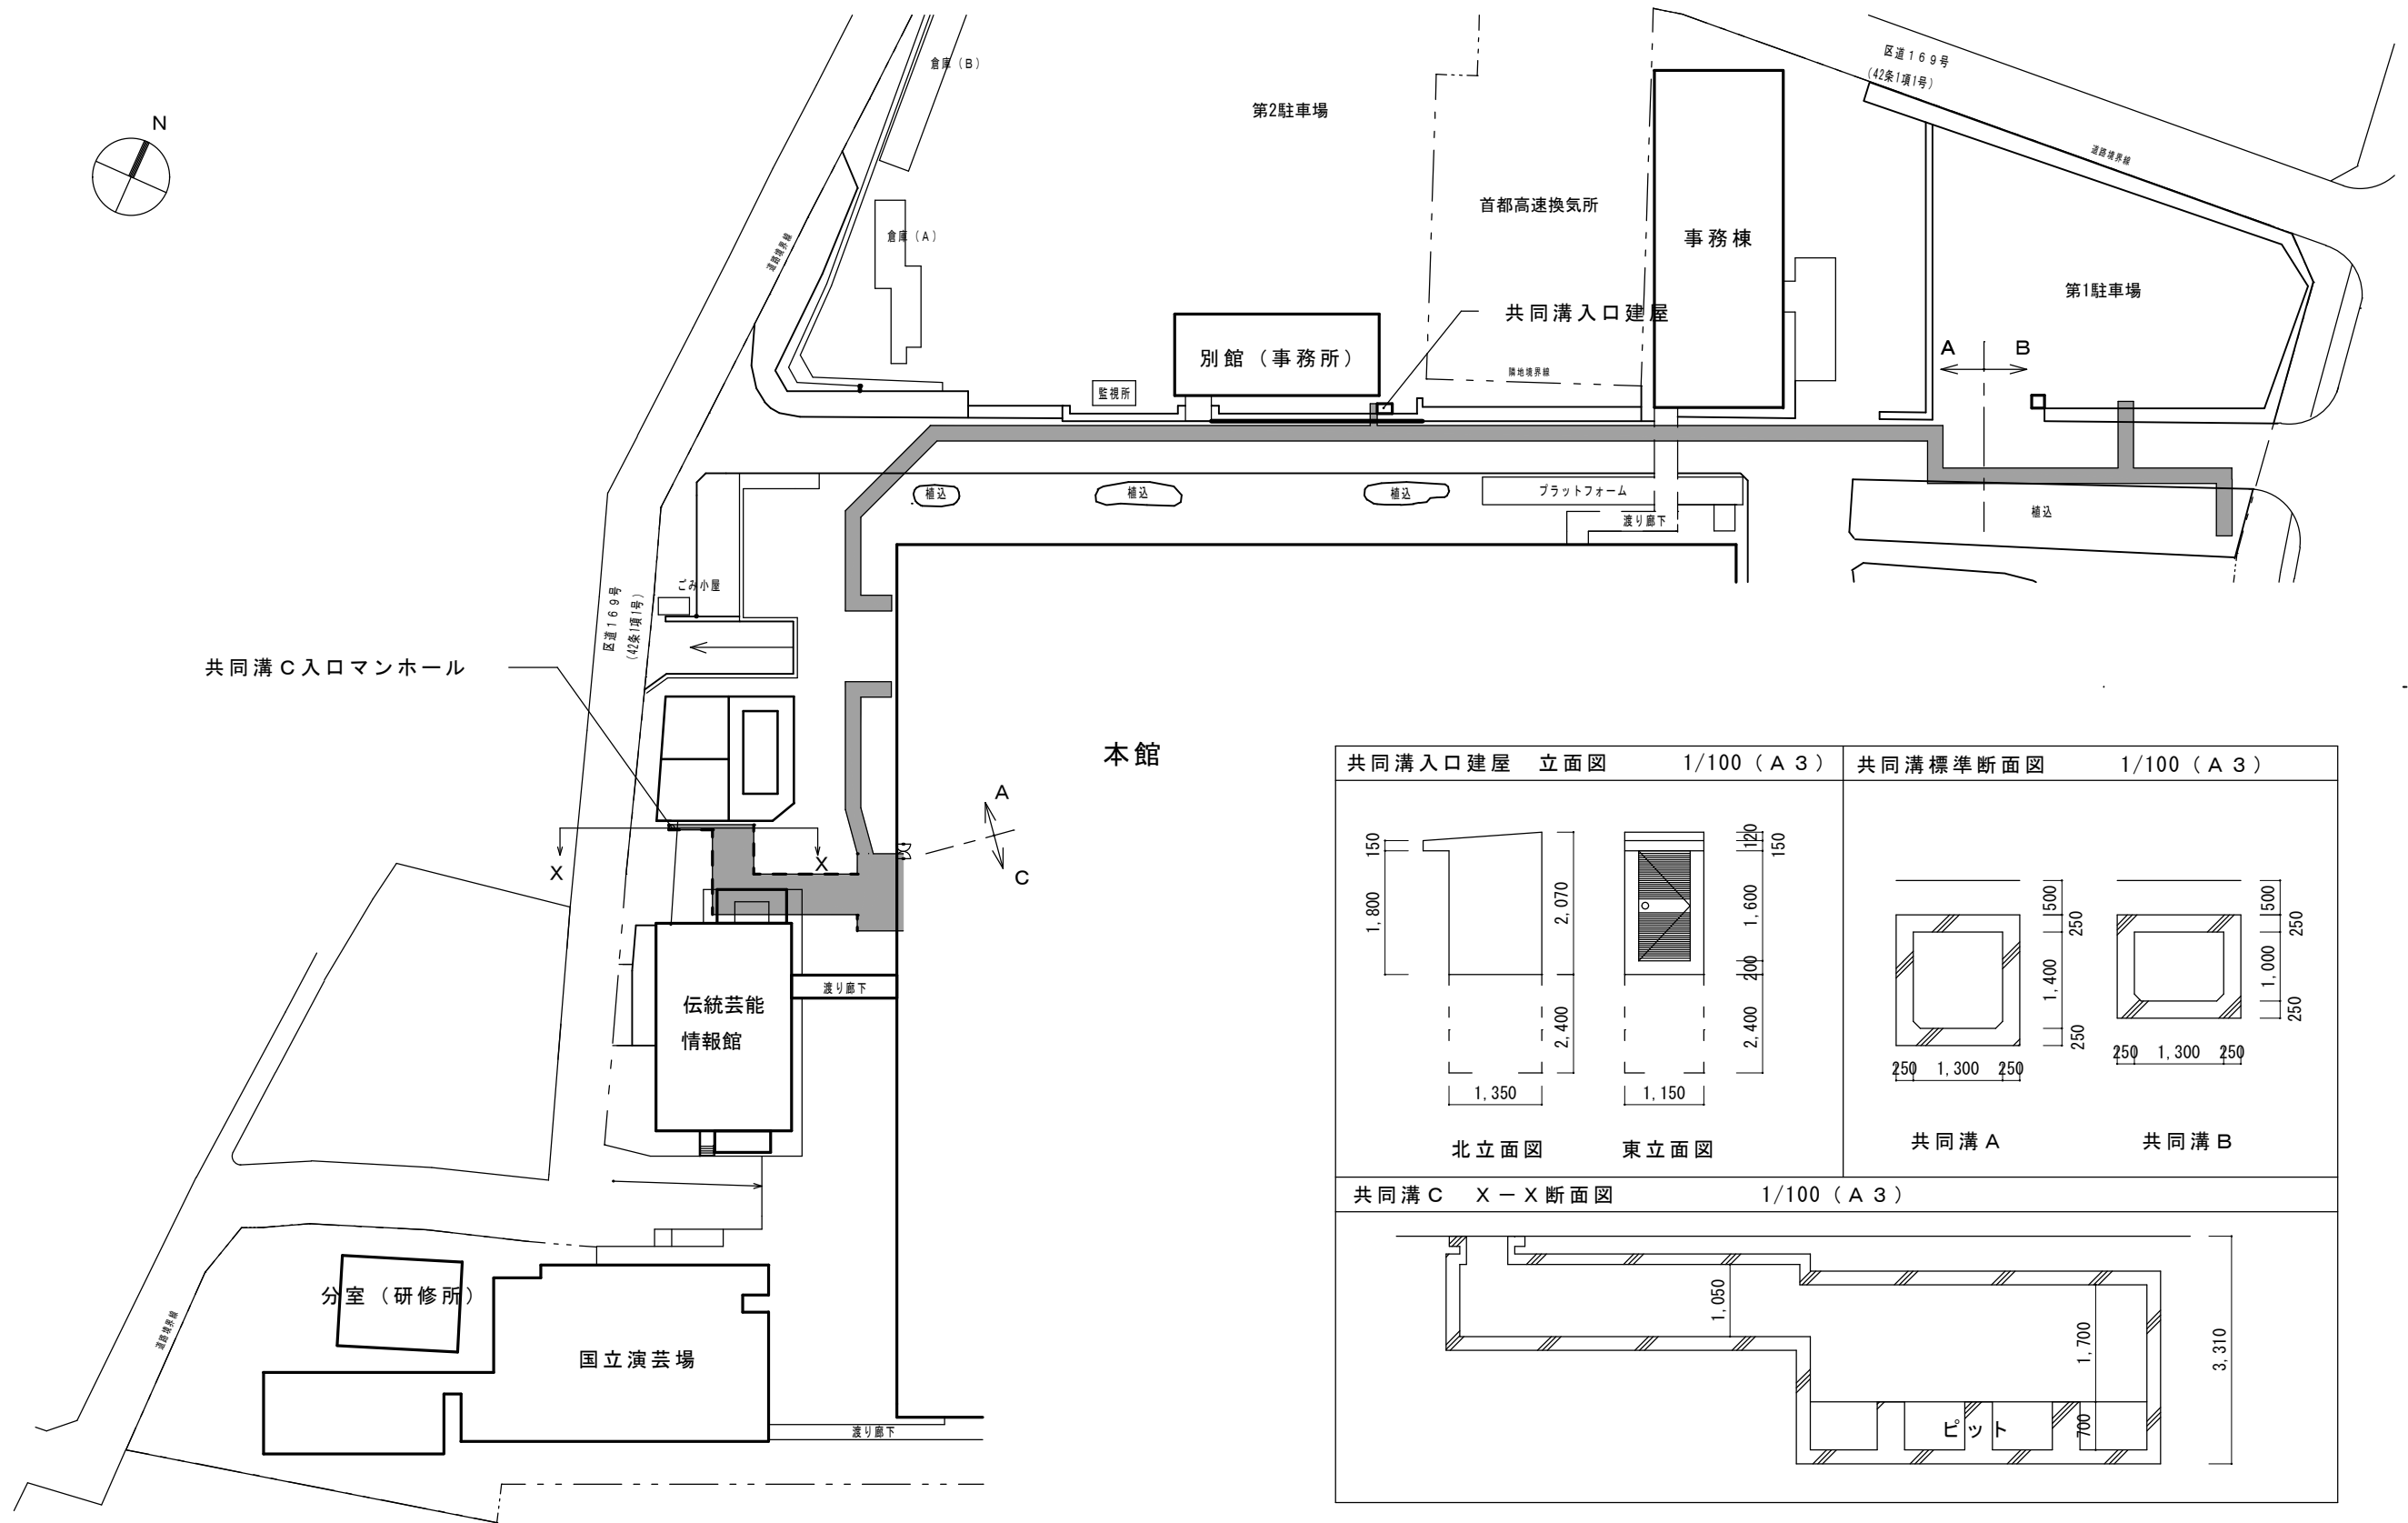 N
倉庫（B）
第2駐車場
区道１６９号
（42条1項1号）
道路境界線
首都高速換気所
事務棟
倉庫（A）
道路境界線
第1駐車場
共同溝入口建屋
別館（事務所）
監視所
隣地境界線
A
B
植込
植込
植込
プラットフォーム
渡り廊下
植込
ごみ小屋
区道１６９号
（42条1項1号）
共同溝Ｃ入口マンホール
本館
A
C
X
X
伝統芸能
情報館
渡り廊下
分室（研修所）
国立演芸場
道路境界線
渡り廊下
共同溝入口建屋　立面図　1/100（Ａ３）
150
1,800
2,070
2,400
1,350
北立面図
120
150
1,600
200
2,400
1,150
東立面図
共同溝標準断面図　1/100（Ａ３）
500
250
1,400
250
250
1,300
250
共同溝Ａ
500
250
1,000
250
250
1,300
250
共同溝Ｂ
共同溝Ｃ　Ｘ－Ｘ断面図　1/100（Ａ３）
1,050
1,700
700
3,310
ピット